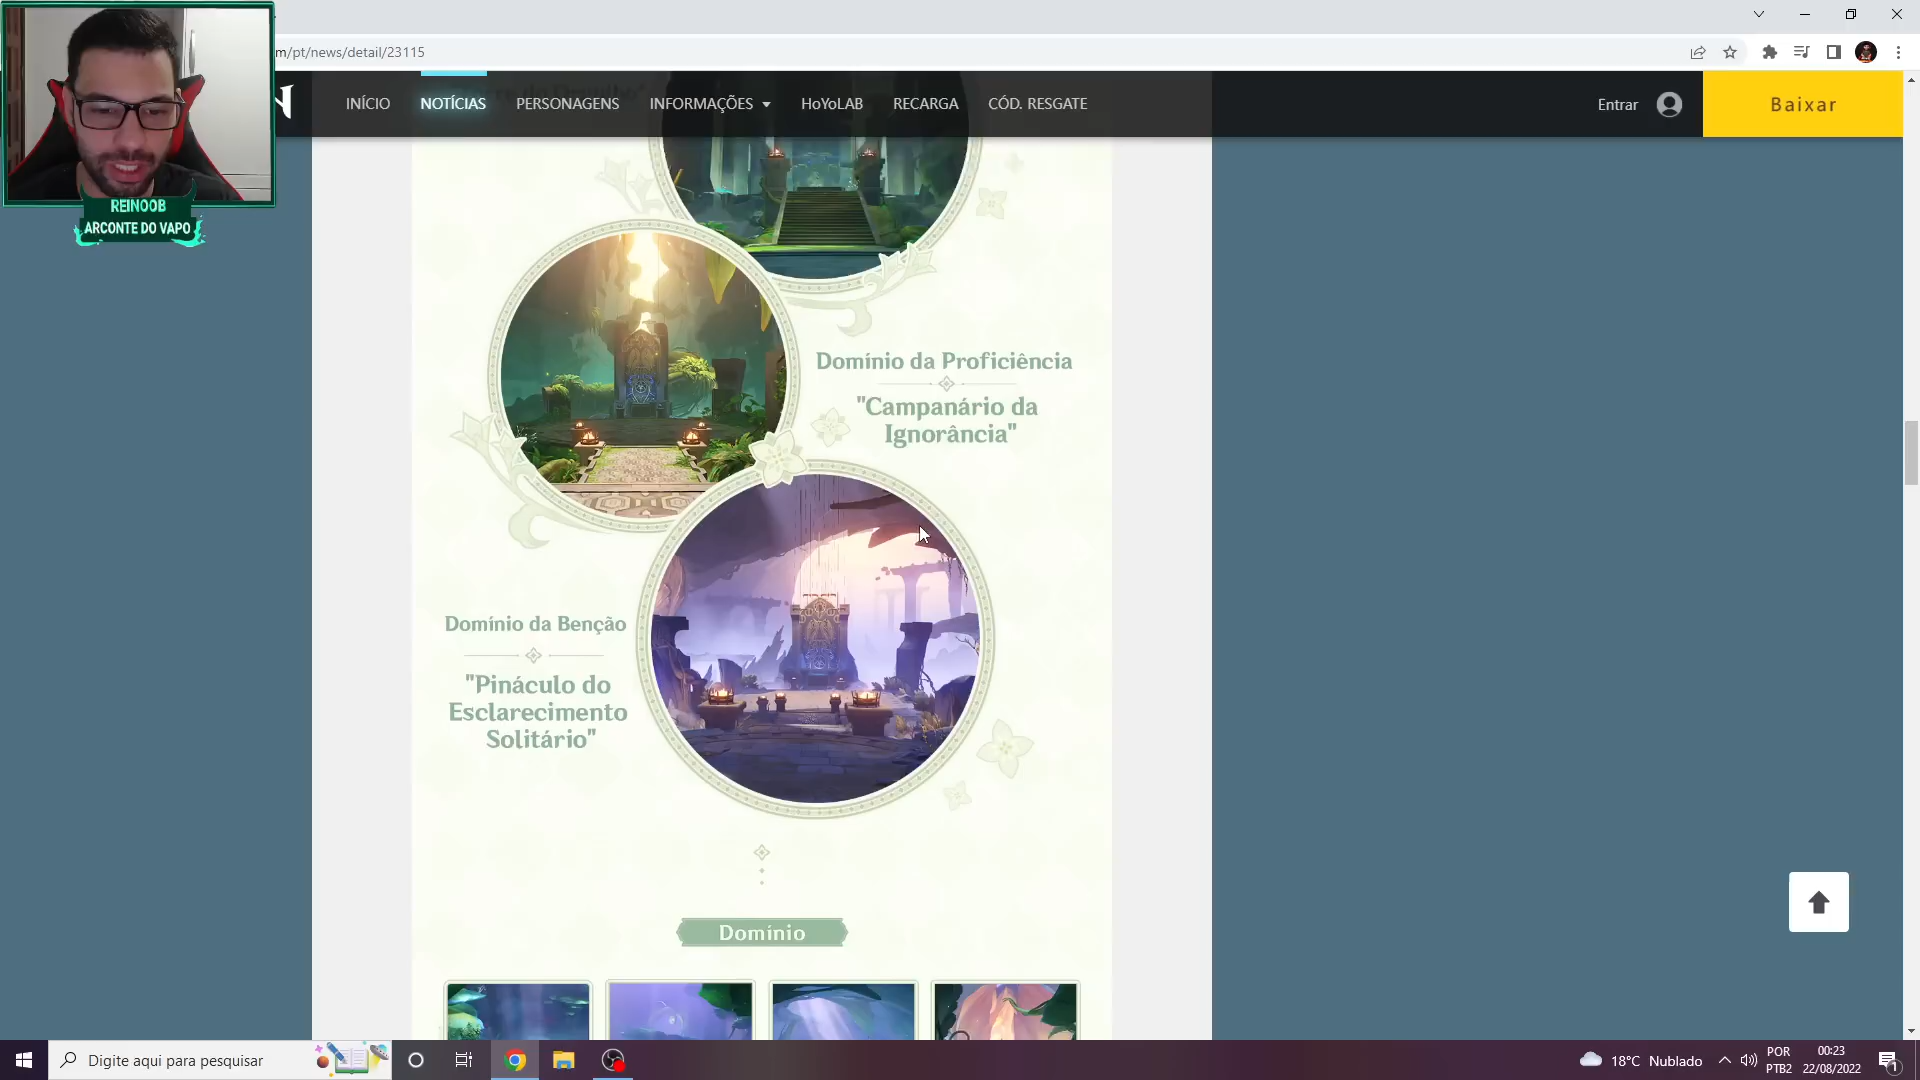 m/pt/news/detail/23115
INÍCIO
NOTÍCIAS
PERSONAGENS
INFORMAÇÕES
HoYoLAB
RECARGA
CÓD. RESGATE
Entrar
Baixar
REINOOB
ARCONTE DO VAPO
Domínio da Proficiência
"Campanário da
Ignorância"
Domínio da Benção
"Pináculo do
Esclarecimento
Solitário"
Domínio
Digite aqui para pesquisar
18°C Nublado
POR
PTB2
00:23
22/08/2022
1